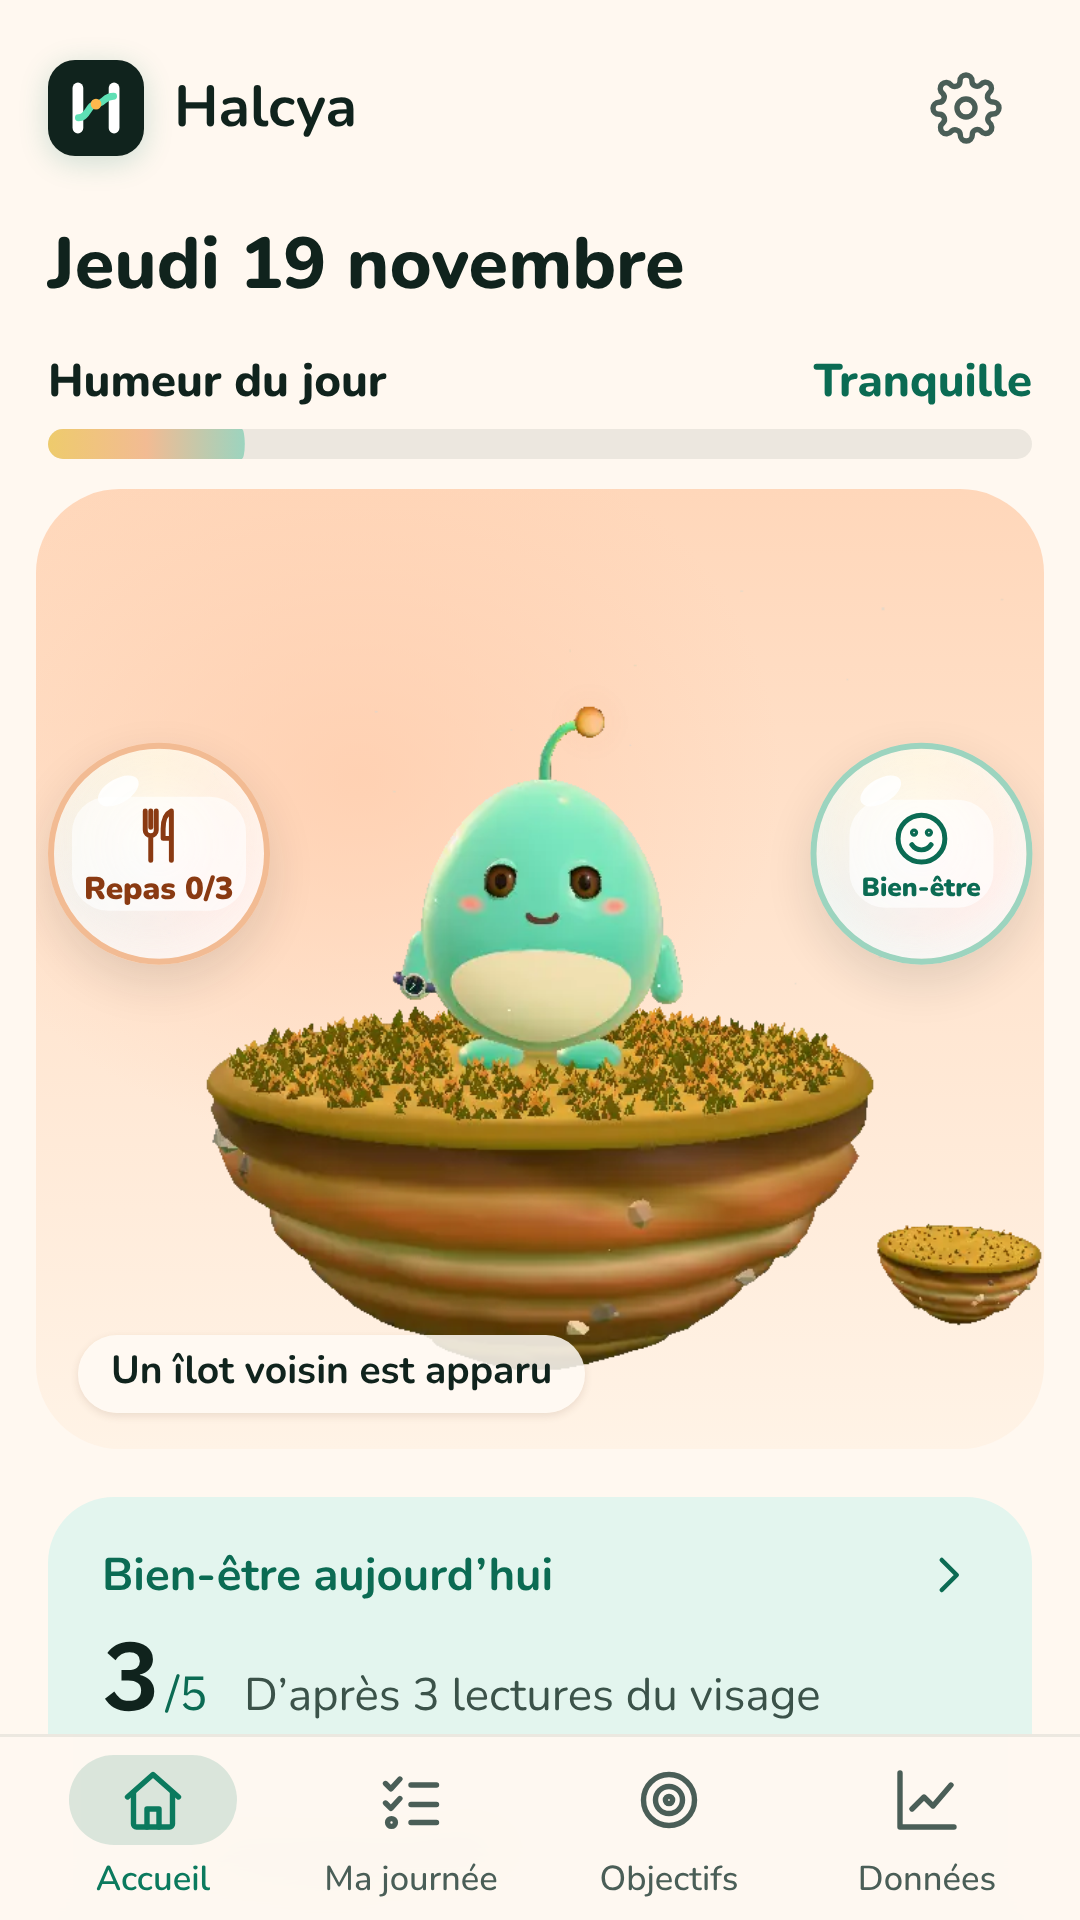 Halcya
Jeudi 19 novembre
Humeur du jour
Tranquille
Repas 0/3
Bien-être
Un îlot voisin est apparu
Bien-être aujourd’hui
3/5 D’après 3 lectures du visage
Accueil
Ma journée
Objectifs
Données